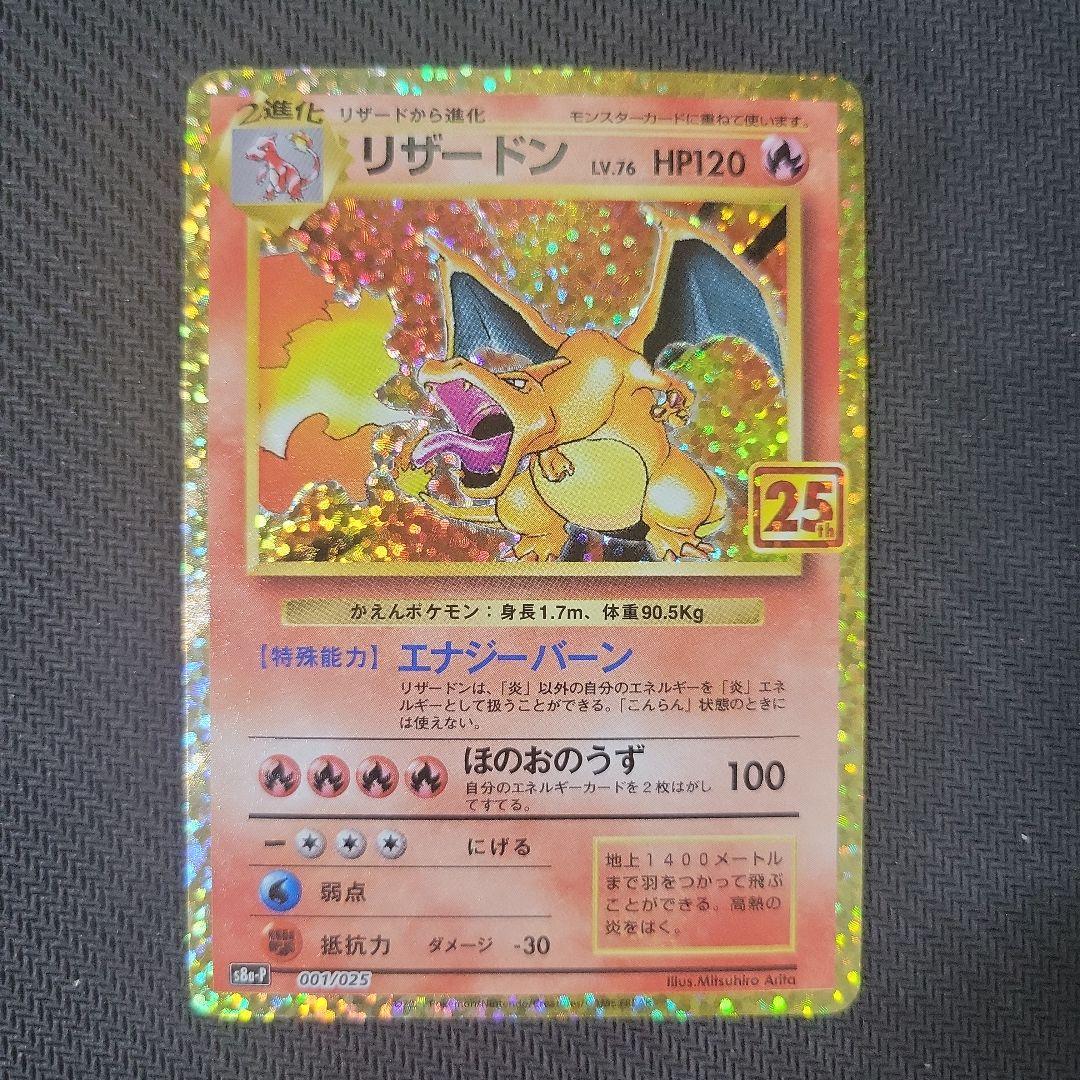 2進化 リザードから進化 モンスターカードに重ねて使います。
リザードン LV.76 HP120
25th
かえんポケモン：身長1.7m、体重90.5Kg
【特殊能力】 エナジーバーン
リザードンは、「炎」以外の自分のエネルギーを「炎」エネ
ルギーとして扱うことができる。「こんらん」状態のときに
は使えない。
ほのおのうず 100
自分のエネルギーカードを２枚はがし
てすてる。
ー にげる
弱点
抵抗力 ダメージ -30
地上１４００メートル
まで羽をつかって飛ぶ
ことができる。高熱の
炎をはく。
s8a-P 001/025 Illus.Mitsuhiro Arita
Pokémon/Nintendo/Creatures/